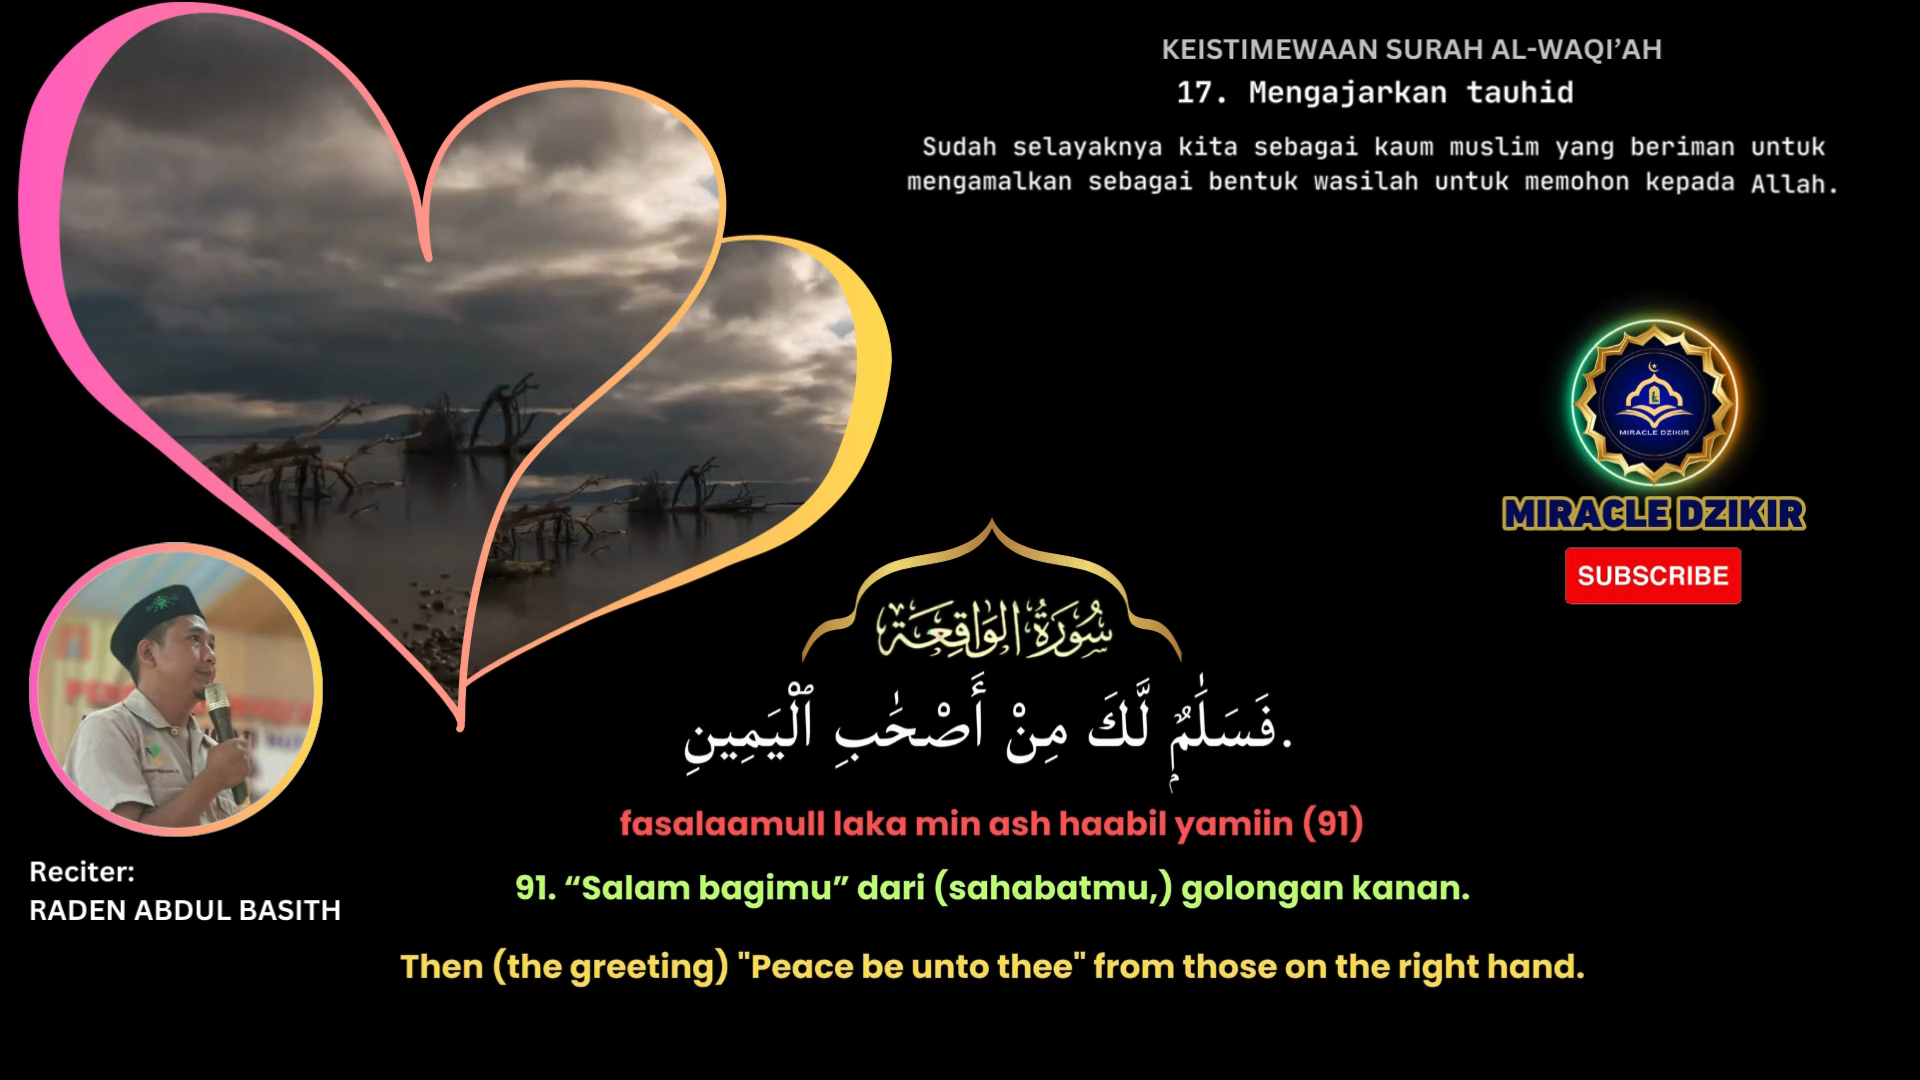 KEISTIMEWAAN SURAH AL-WAQI’AH
17. Mengajarkan tauhid
Sudah selayaknya kita sebagai kaum muslim yang beriman untuk
mengamalkan sebagai bentuk wasilah untuk memohon kepada Allah.
MIRACLE DZIKIR
MIRACLE DZIKIR
SUBSCRIBE
سُوْرَةُ الوَاقِعَة
فَسَلَٰمٌۭ لَّكَ مِنْ أَصْحَٰبِ ٱلْيَمِينِ.
fasalaamull laka min ash haabil yamiin (91)
91. “Salam bagimu” dari (sahabatmu,) golongan kanan.
Then (the greeting) "Peace be unto thee" from those on the right hand.
Reciter:
RADEN ABDUL BASITH